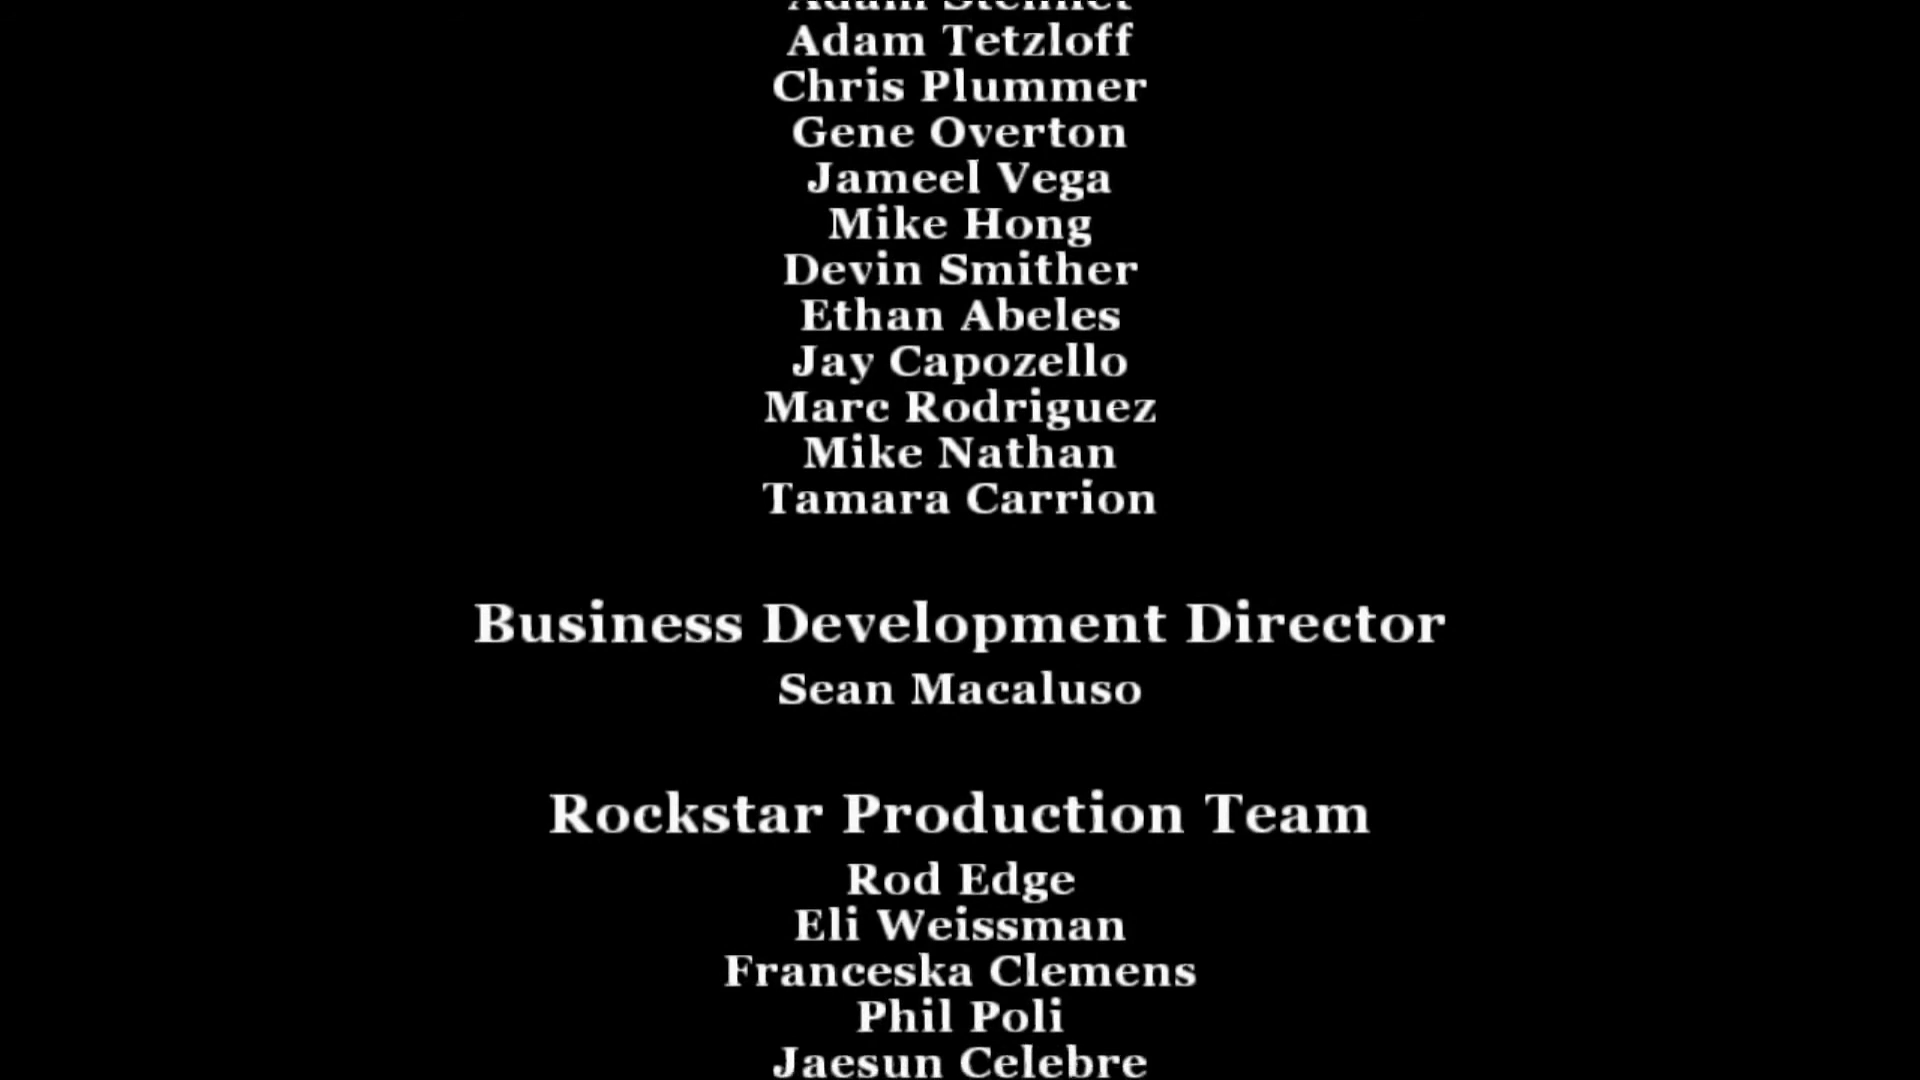 Adam Tetzloff
Chris Plummer
Gene Overton
Jameel Vega
Mike Hong
Devin Smither
Ethan Abeles
Jay Capozello
Marc Rodriguez
Mike Nathan
Tamara Carrion
Business Development Director
Sean Macaluso
Rockstar Production Team
Rod Edge
Eli Weissman
Franceska Clemens
Phil Poli
Jaesun Celebre